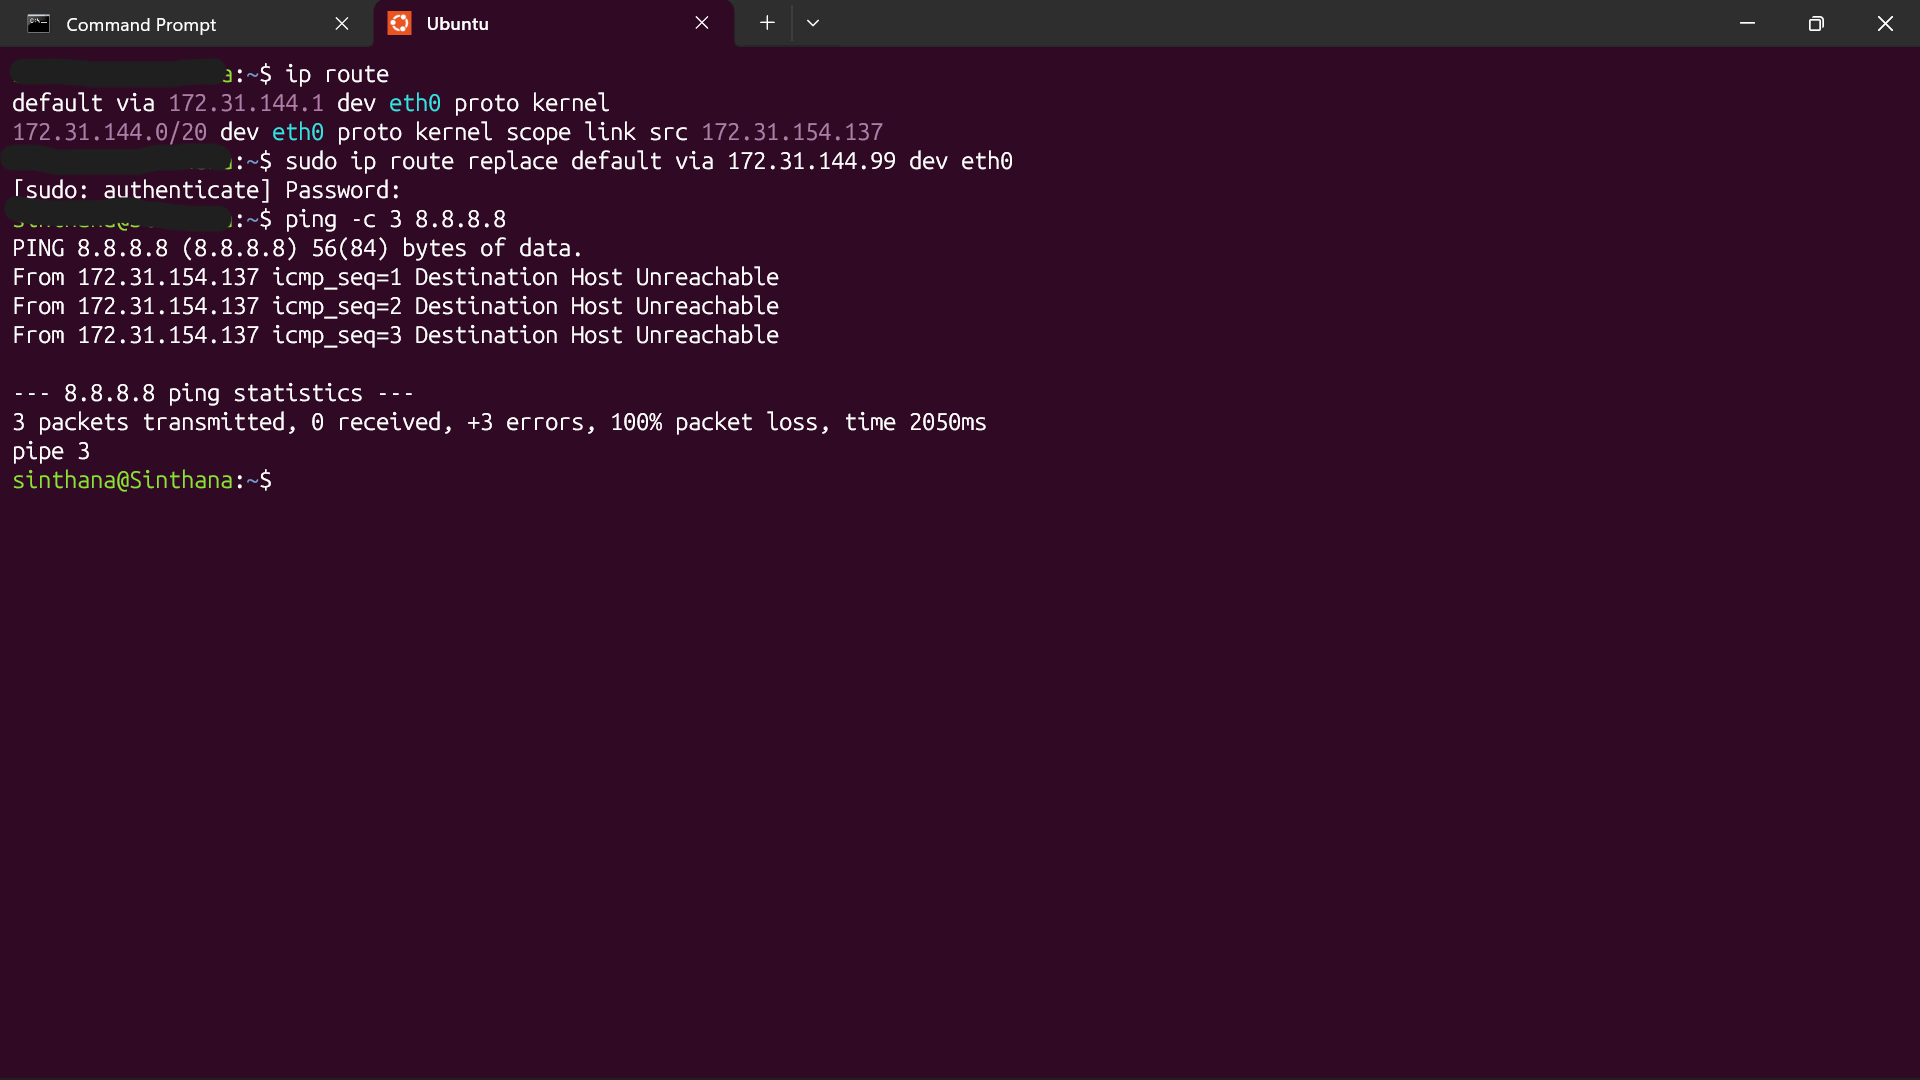 Command Prompt
Ubuntu
:~$ ip route
default via 172.31.144.1 dev eth0 proto kernel
172.31.144.0/20 dev eth0 proto kernel scope link src 172.31.154.137
:~$ sudo ip route replace default via 172.31.144.99 dev eth0
[sudo: authenticate] Password:
:~$ ping -c 3 8.8.8.8
PING 8.8.8.8 (8.8.8.8) 56(84) bytes of data.
From 172.31.154.137 icmp_seq=1 Destination Host Unreachable
From 172.31.154.137 icmp_seq=2 Destination Host Unreachable
From 172.31.154.137 icmp_seq=3 Destination Host Unreachable
--- 8.8.8.8 ping statistics ---
3 packets transmitted, 0 received, +3 errors, 100% packet loss, time 2050ms
pipe 3
sinthana@Sinthana:~$